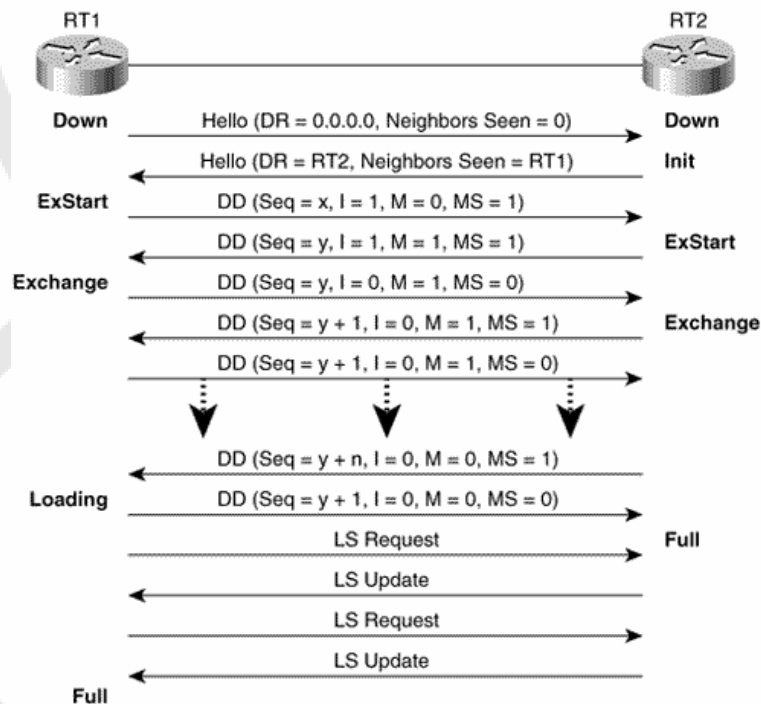 RT1 RT2
Down Hello (DR = 0.0.0.0, Neighbors Seen = 0) Down
Hello (DR = RT2, Neighbors Seen = RT1) Init
ExStart DD (Seq = x, I = 1, M = 0, MS = 1)
DD (Seq = y, I = 1, M = 1, MS = 1) ExStart
Exchange DD (Seq = y, I = 0, M = 1, MS = 0)
DD (Seq = y + 1, I = 0, M = 1, MS = 1) Exchange
DD (Seq = y + 1, I = 0, M = 1, MS = 0)
DD (Seq = y + n, I = 0, M = 0, MS = 1)
Loading DD (Seq = y + 1, I = 0, M = 0, MS = 0)
LS Request Full
LS Update
LS Request
LS Update
Full